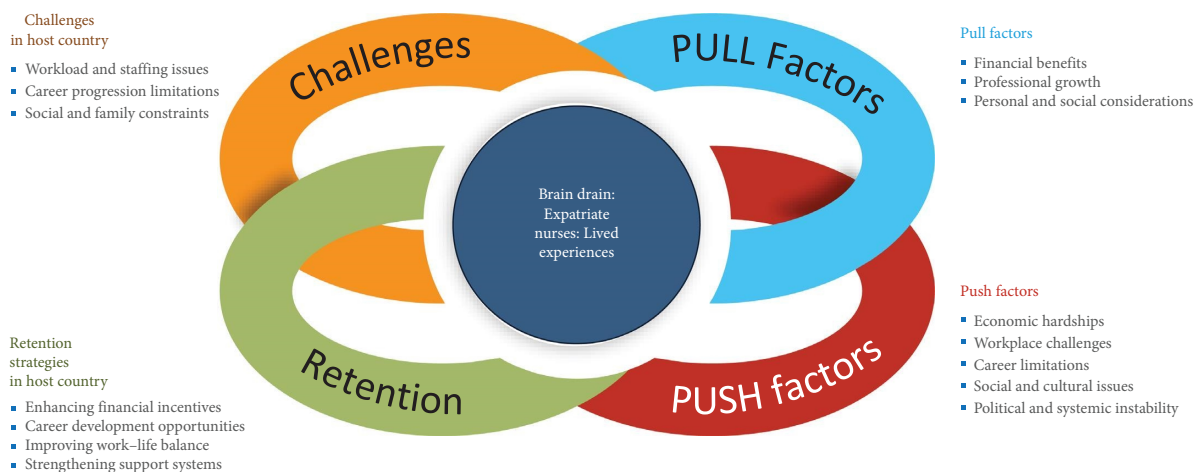 Challenges
in host country
Workload and staffing issues
Career progression limitations
Social and family constraints
Challenges
PULL Factors
Pull factors
Financial benefits
Professional growth
Personal and social considerations
Brain drain:
Expatriate
nurses: Lived
experiences
Retention
strategies
in host country
Enhancing financial incentives
Career development opportunities
Improving work–life balance
Strengthening support systems
Retention
PUSH factors
Push factors
Economic hardships
Workplace challenges
Career limitations
Social and cultural issues
Political and systemic instability